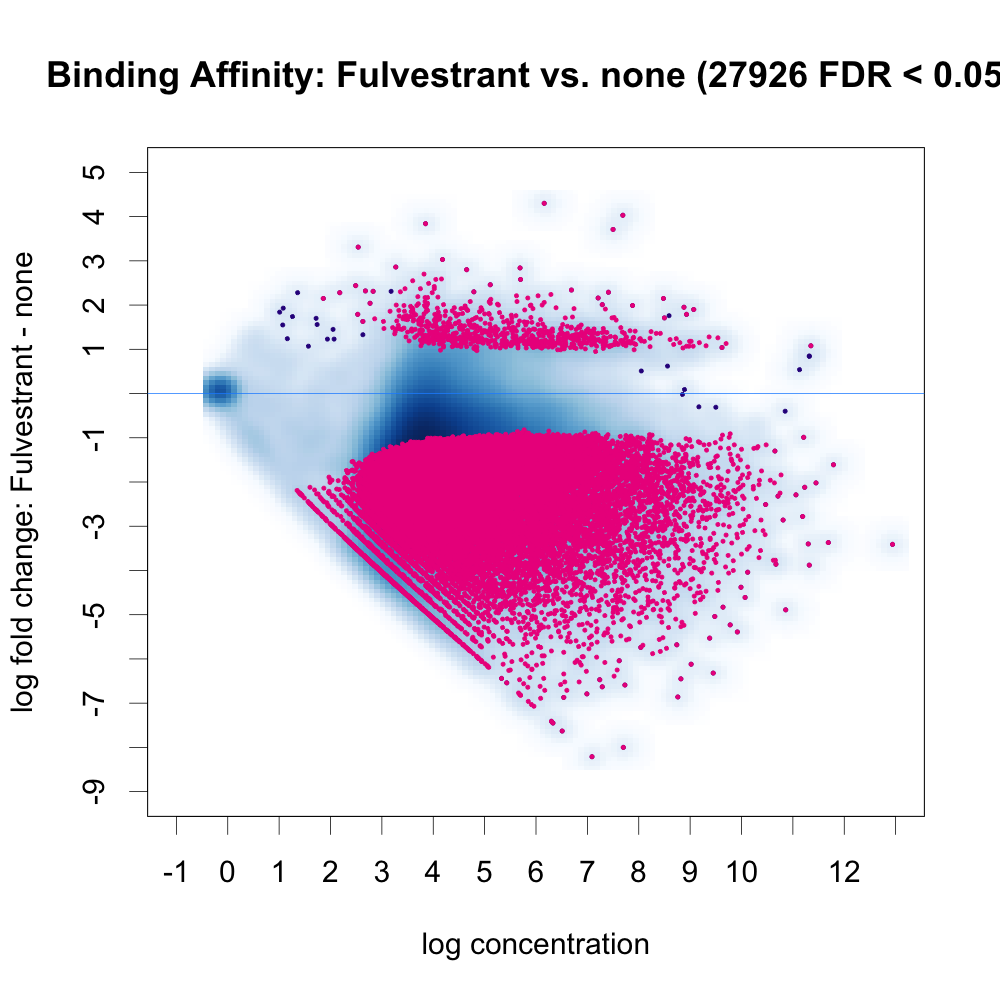 Binding Affinity: Fulvestrant vs. none (27926 FDR < 0.05
log fold change: Fulvestrant - none
5
4
3
2
1
-1
-3
-5
-7
-9
-1 0 1 2 3 4 5 6 7 8 9 10 12
log concentration